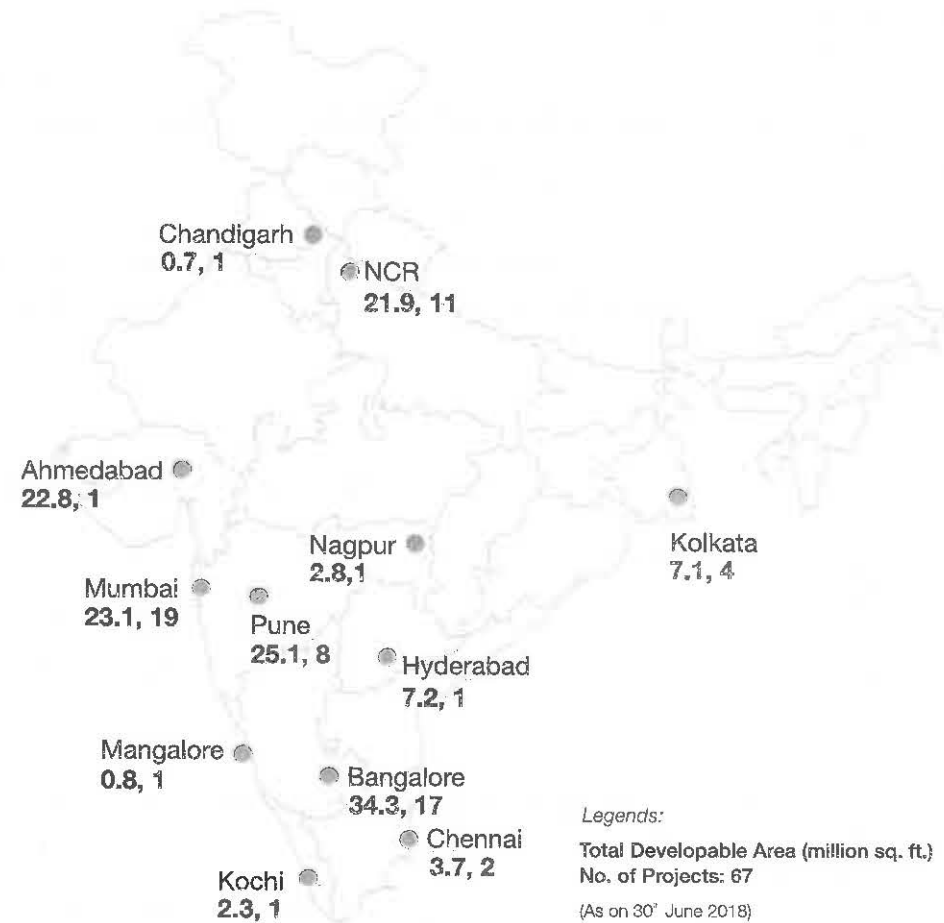 Chandigarh
0.7, 1
NCR
21.9, 11
Ahmedabad
22.8, 1
Nagpur
2.8,1
Kolkata
7.1, 4
Mumbai
23.1, 19
Pune
25.1, 8
Hyderabad
7.2, 1
Mangalore
0.8, 1
Bangalore
34.3, 17
Chennai
3.7, 2
Kochi
2.3, 1
Legends:
Total Developable Area (million sq. ft.)
No. of Projects: 67
(As on 30° June 2018)